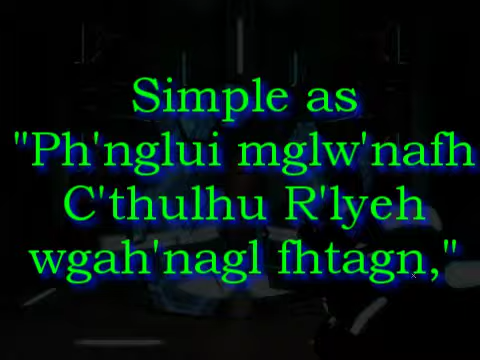 Simple as
"Ph'nglui mglw'nafh
C'thulhu R'lyeh
wgah'nagl fhtagn,"